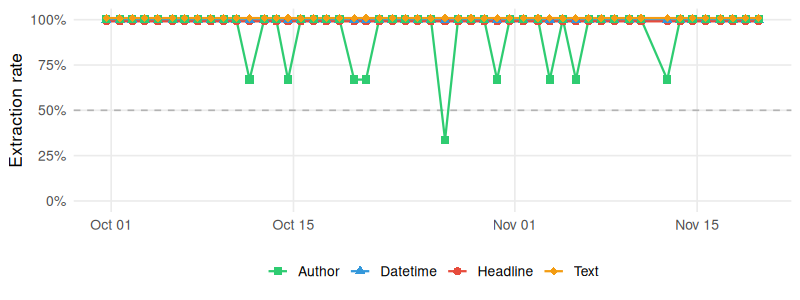 Extraction rate
100%
75%
50%
25%
0%
Oct 01 Oct 15 Nov 01 Nov 15
Author Datetime Headline Text